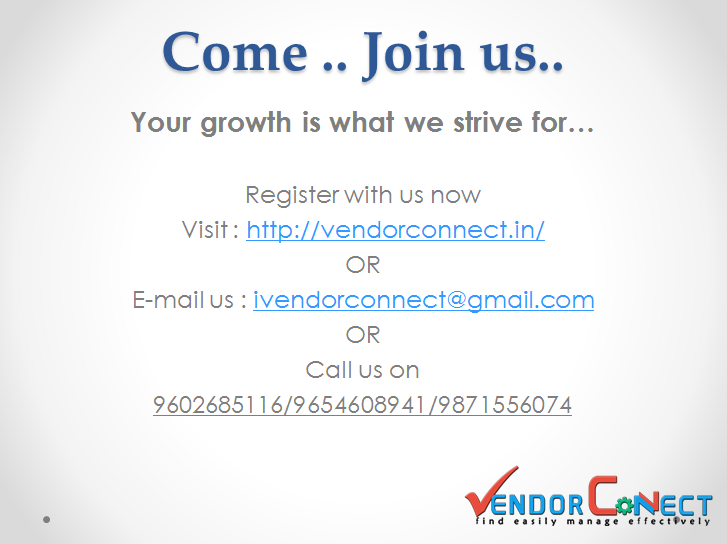 Come .. Join us..
Your growth is what we strive for...
Register with us now
Visit : http://vendorconnect.in/
OR
E-mail us : ivendorconnect@gmail.com
OR
Call us on
9602685116/9654608941/9871556074
VENDOR CoNECT
find easily manage effectively